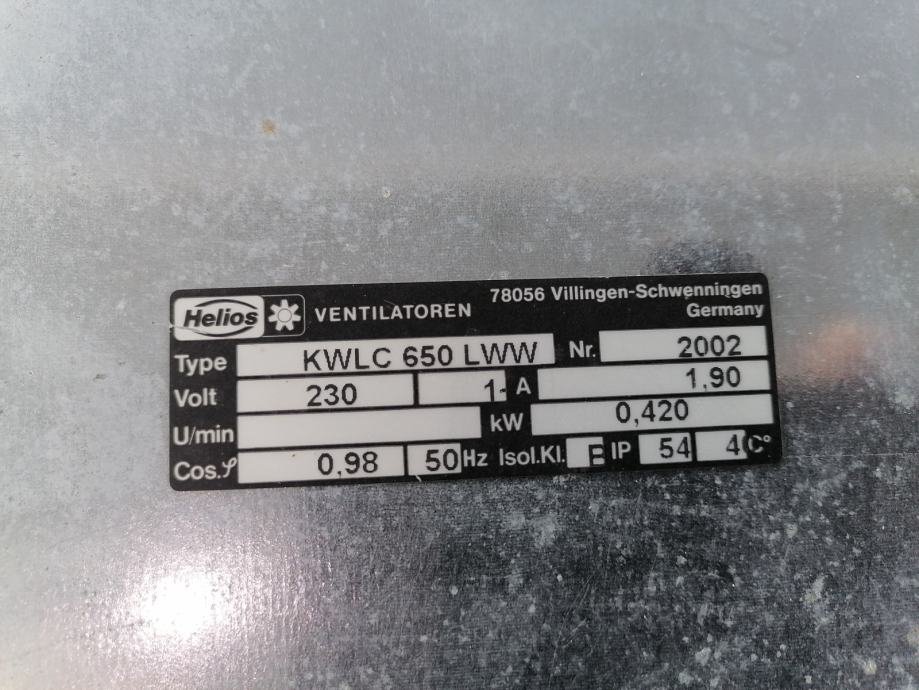 Helios VENTILATOREN 78056 Villingen-Schwenningen
Germany
Type KWLC 650 LWW Nr. 2002
Volt 230 1- A 1,90
U/min kW 0,420
Cos.φ 0,98 50 Hz Isol.Kl. B IP 54 40 C°